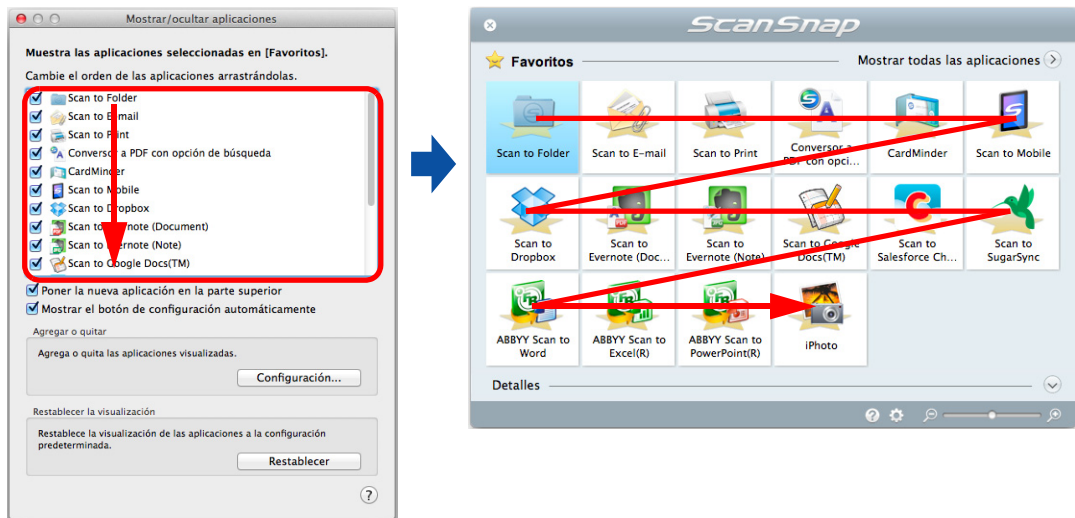 Mostrar/ocultar aplicaciones
Muestra las aplicaciones seleccionadas en [Favoritos].
Cambie el orden de las aplicaciones arrastrándolas.
Scan to Folder
Scan to E-mail
Scan to Print
Conversor a PDF con opción de búsqueda
CardMinder
Scan to Mobile
Scan to Dropbox
Scan to Evernote (Document)
Scan to Evernote (Note)
Scan to Google Docs(TM)
Poner la nueva aplicación en la parte superior
Mostrar el botón de configuración automáticamente
Agregar o quitar
Agrega o quita las aplicaciones visualizadas.
Configuración...
Restablecer la visualización
Restablece la visualización de las aplicaciones a la configuración
predeterminada.
Restablecer
?
ScanSnap
Favoritos
Mostrar todas las aplicaciones
Scan to Folder
Scan to E-mail
Scan to Print
Conversor a
PDF con opci...
CardMinder
Scan to Mobile
Scan to
Dropbox
Scan to
Evernote (Doc...
Scan to
Evernote (Note)
Scan to Google
Docs(TM)
Scan to
Salesforce Ch...
Scan to
SugarSync
ABBYY Scan to
Word
ABBYY Scan to
Excel(R)
ABBYY Scan to
PowerPoint(R)
iPhoto
Detalles
?